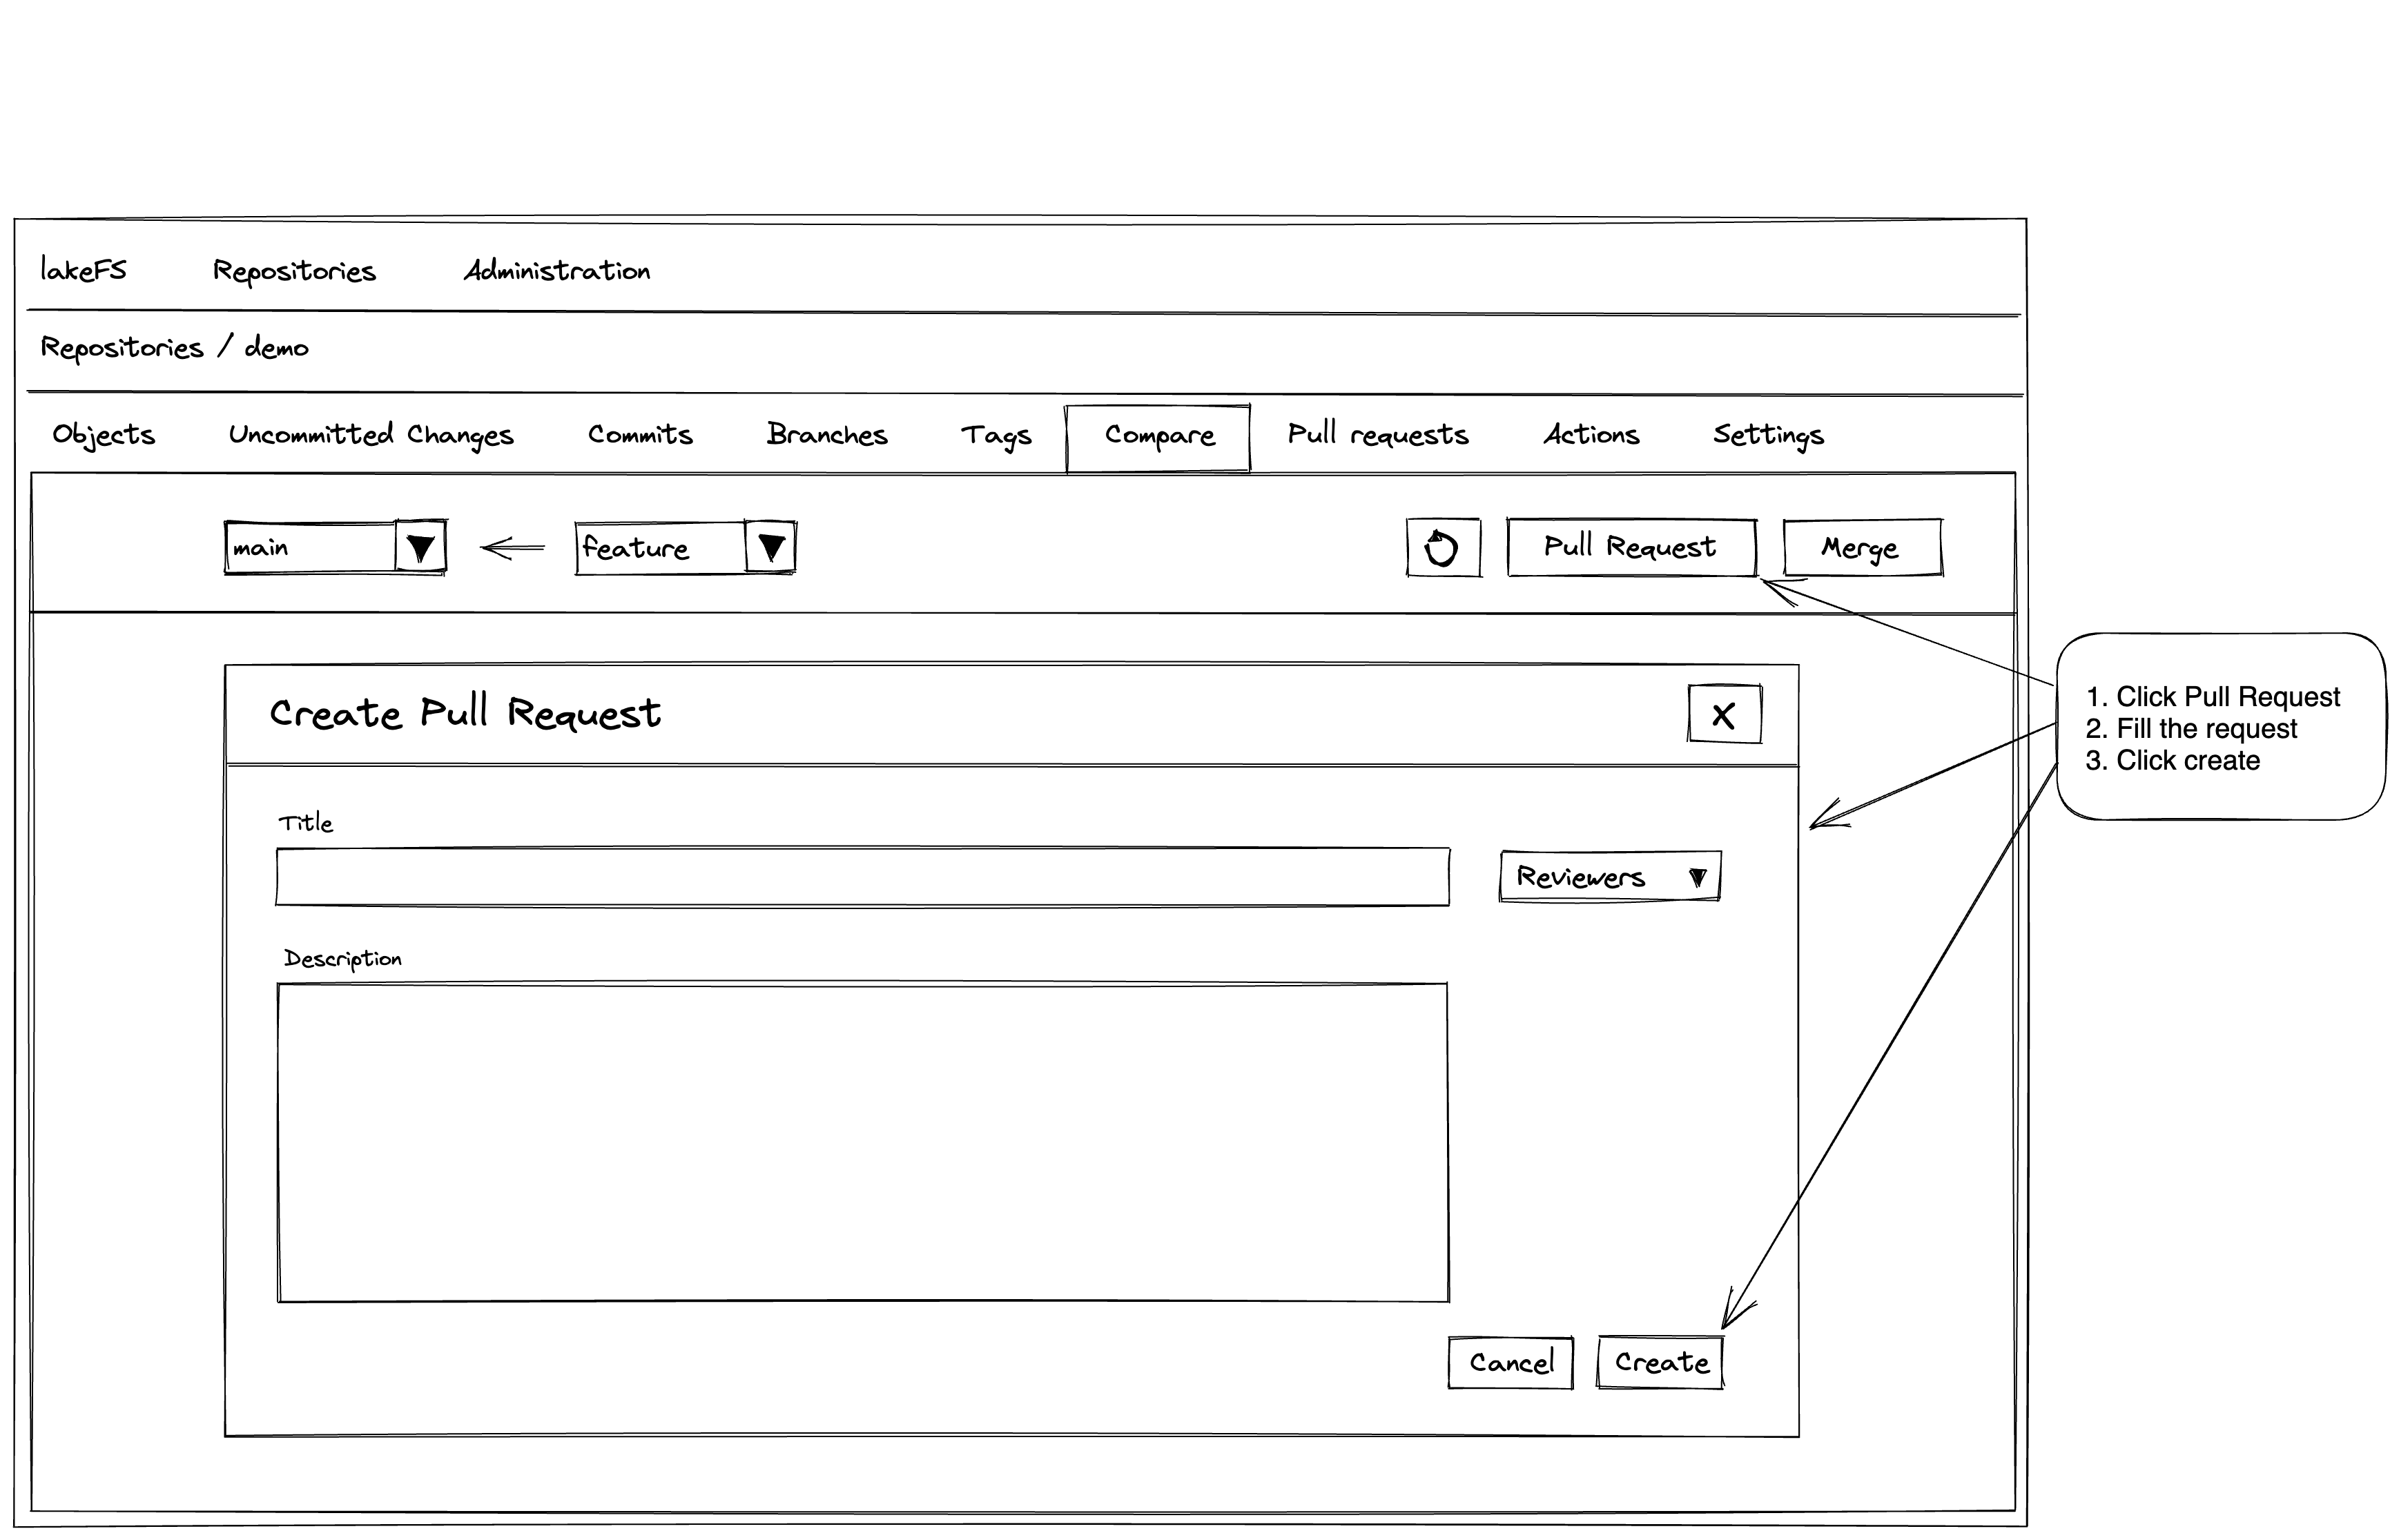 lakeFS Repositories Administration
Repositories / demo
Objects Uncommitted Changes Commits Branches Tags Compare Pull requests Actions Settings
main feature Pull Request Merge
Create Pull Request X
1. Click Pull Request
2. Fill the request
3. Click create
Title
Reviewers
Description
Cancel Create